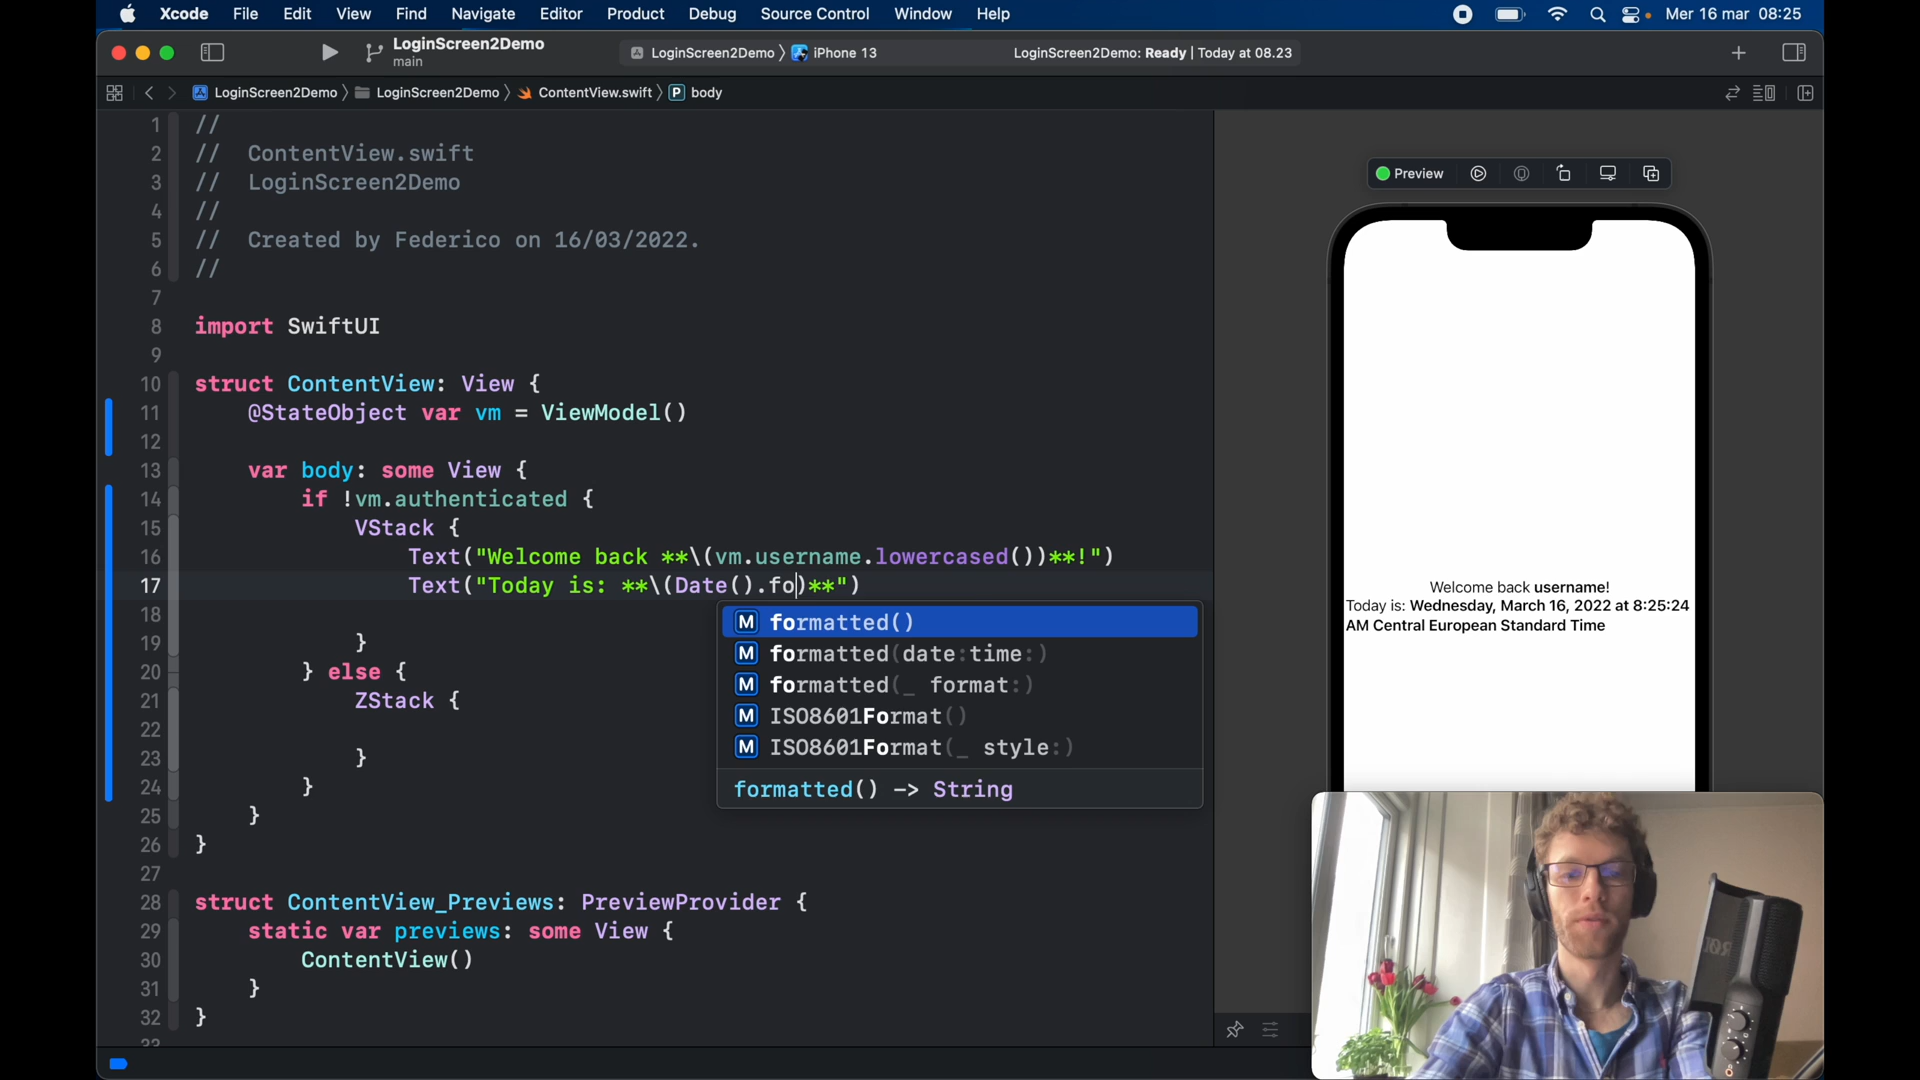 Xcode File Edit View Find Navigate Editor Product Debug Source Control Window Help Mer 16 mar 08:25
LoginScreen2Demo
main
LoginScreen2Demo 〉 iPhone 13 LoginScreen2Demo: Ready | Today at 08.23
LoginScreen2Demo 〉 LoginScreen2Demo 〉 ContentView.swift 〉 P body
1 //
2 // ContentView.swift
3 // LoginScreen2Demo
4 //
5 // Created by Federico on 16/03/2022.
6 //
7
8 import SwiftUI
9
10 struct ContentView: View {
11 @StateObject var vm = ViewModel()
12
13 var body: some View {
14 if !vm.authenticated {
15 VStack {
16 Text("Welcome back **\(vm.username.lowercased())**!")
17 Text("Today is: **\(Date().fo)**")
18
19 }
20 } else {
21 ZStack {
22
23 }
24 }
25 }
26 }
27
28 struct ContentView_Previews: PreviewProvider {
29 static var previews: some View {
30 ContentView()
31 }
32 }
33
M formatted()
M formatted(date:time:)
M formatted(_ format:)
M ISO8601Format()
M ISO8601Format(_ style:)
formatted() -> String
Preview
Welcome back username!
Today is: Wednesday, March 16, 2022 at 8:25:24
AM Central European Standard Time